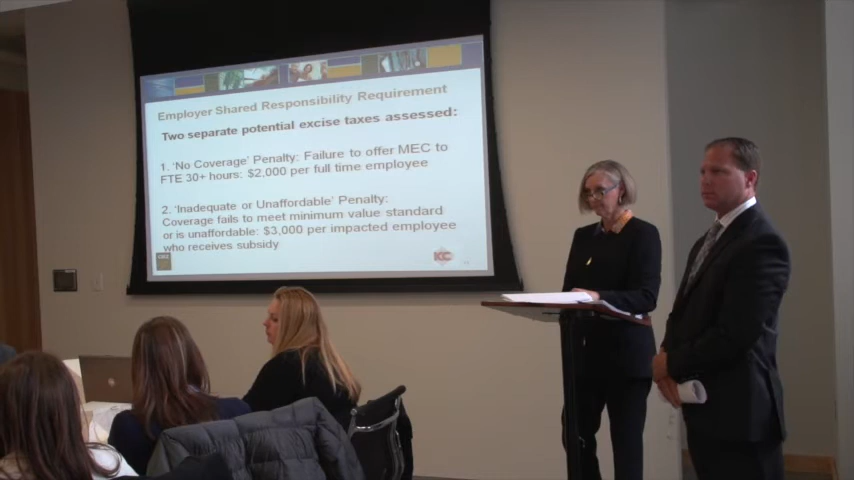 Employer Shared Responsibility Requirement
Two separate potential excise taxes assessed:
1. 'No Coverage' Penalty: Failure to offer MEC to
FTE 30+ hours: $2,000 per full time employee
2. 'Inadequate or Unaffordable' Penalty:
Coverage fails to meet minimum value standard
or is unaffordable: $3,000 per impacted employee
who receives subsidy
CBIZ
KC